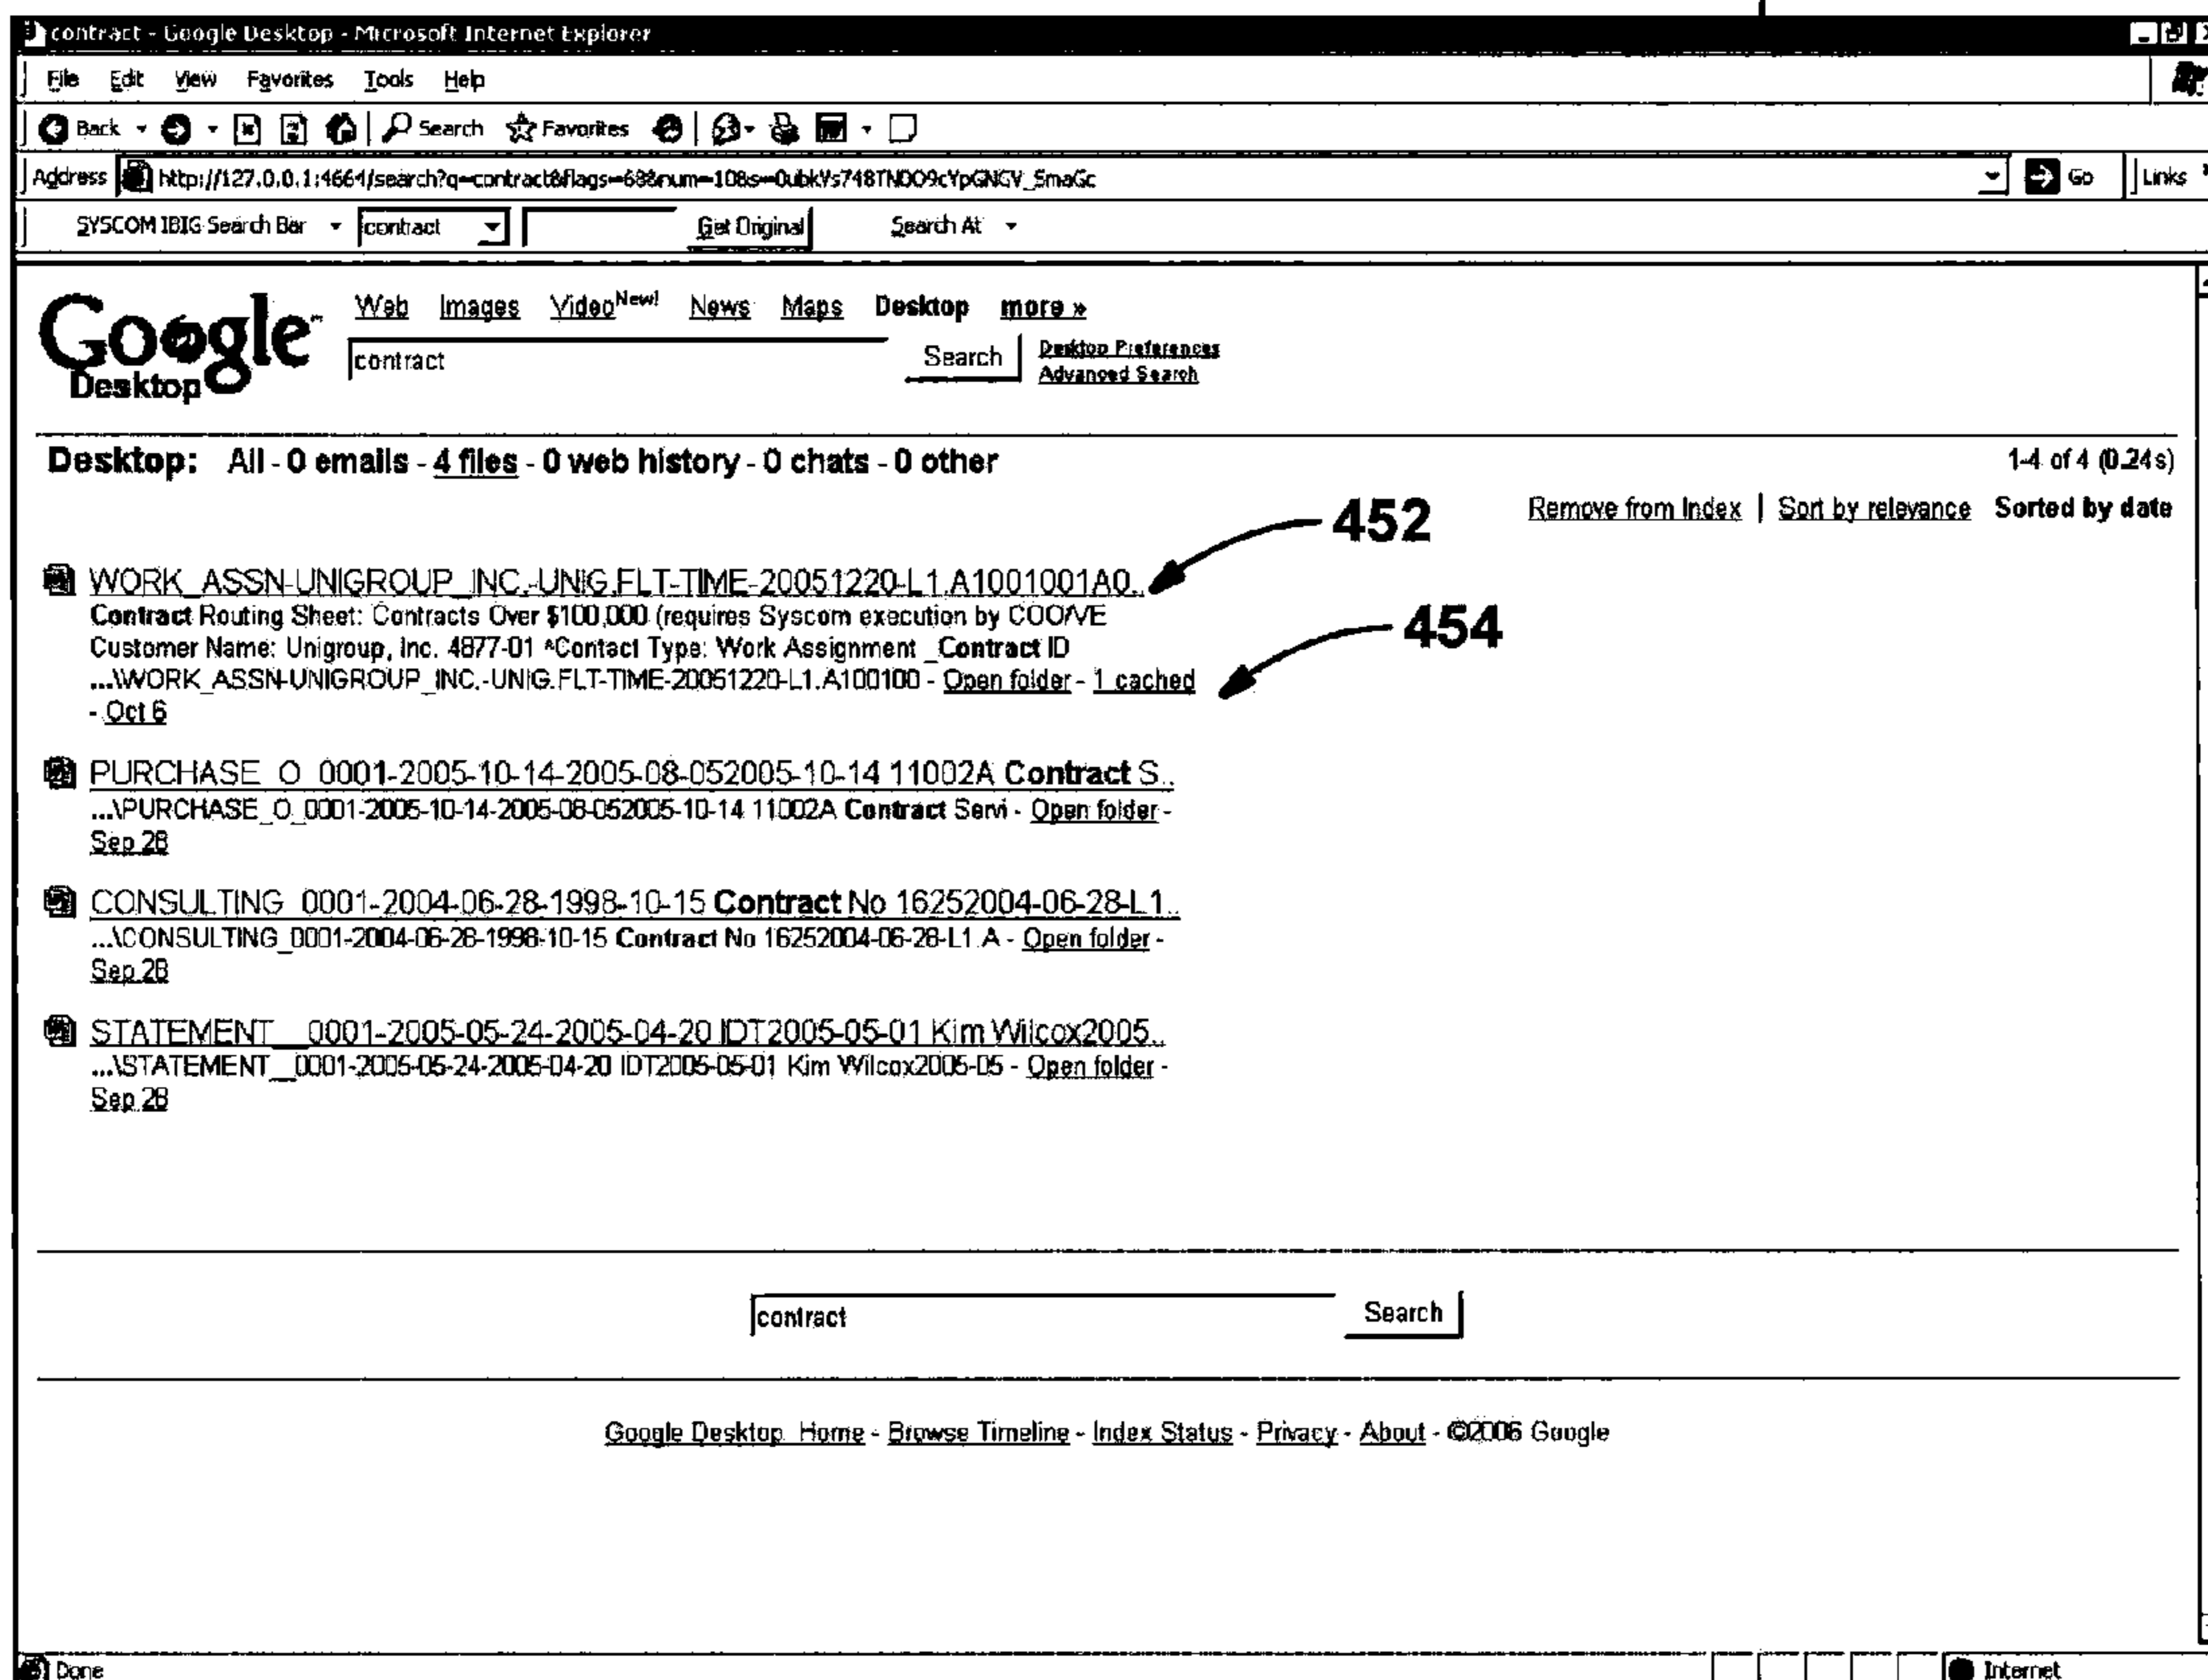 contract - Google Desktop - Microsoft Internet Explorer
File Edit View Favorites Tools Help
Back Search Favorites
Address http://127.0.0.1:4664/search?q=contract&flags=68&num=10&s=
Go Links
SYSCOM IBIG Search Bar contract Get Original Search At
Google Desktop
Web Images Video New! News Maps Desktop more »
contract Search Desktop Preferences
Advanced Search
Desktop: All - 0 emails - 4 files - 0 web history - 0 chats - 0 other 1-4 of 4 (0.24s)
452
Remove from Index | Sort by relevance Sorted by date
WORK_ASSN-UNIGROUP_INC.-UNIG.FLT-TIME-20051220-L1.A1001001A0..
454
Contract Routing Sheet: Contracts Over $100,000 (requires Syscom execution by COO/VE
Customer Name: Unigroup, Inc. 4877-01 ^Contact Type: Work Assignment _Contract ID
...\WORK_ASSN-UNIGROUP_INC.-UNIG.FLT-TIME-20051220-L1.A100100 - Open folder - 1 cached
- Oct 6
PURCHASE_O_0001-2005-10-14-2005-08-052005-10-14 11002A Contract S..
...\PURCHASE_O_0001-2005-10-14-2005-08-052005-10-14 11002A Contract Servi - Open folder -
Sep 28
CONSULTING_0001-2004-06-28-1998-10-15 Contract No 16252004-06-28-L1..
...\CONSULTING_0001-2004-06-28-1998-10-15 Contract No 16252004-06-28-L1.A - Open folder -
Sep 28
STATEMENT__0001-2005-05-24-2005-04-20 IDT2005-05-01 Kim Wilcox2005..
...\STATEMENT__0001-2005-05-24-2005-04-20 IDT2005-05-01 Kim Wilcox2005-05 - Open folder -
Sep 28
contract Search
Google Desktop Home - Browse Timeline - Index Status - Privacy - About - ©2006 Google
Done Internet